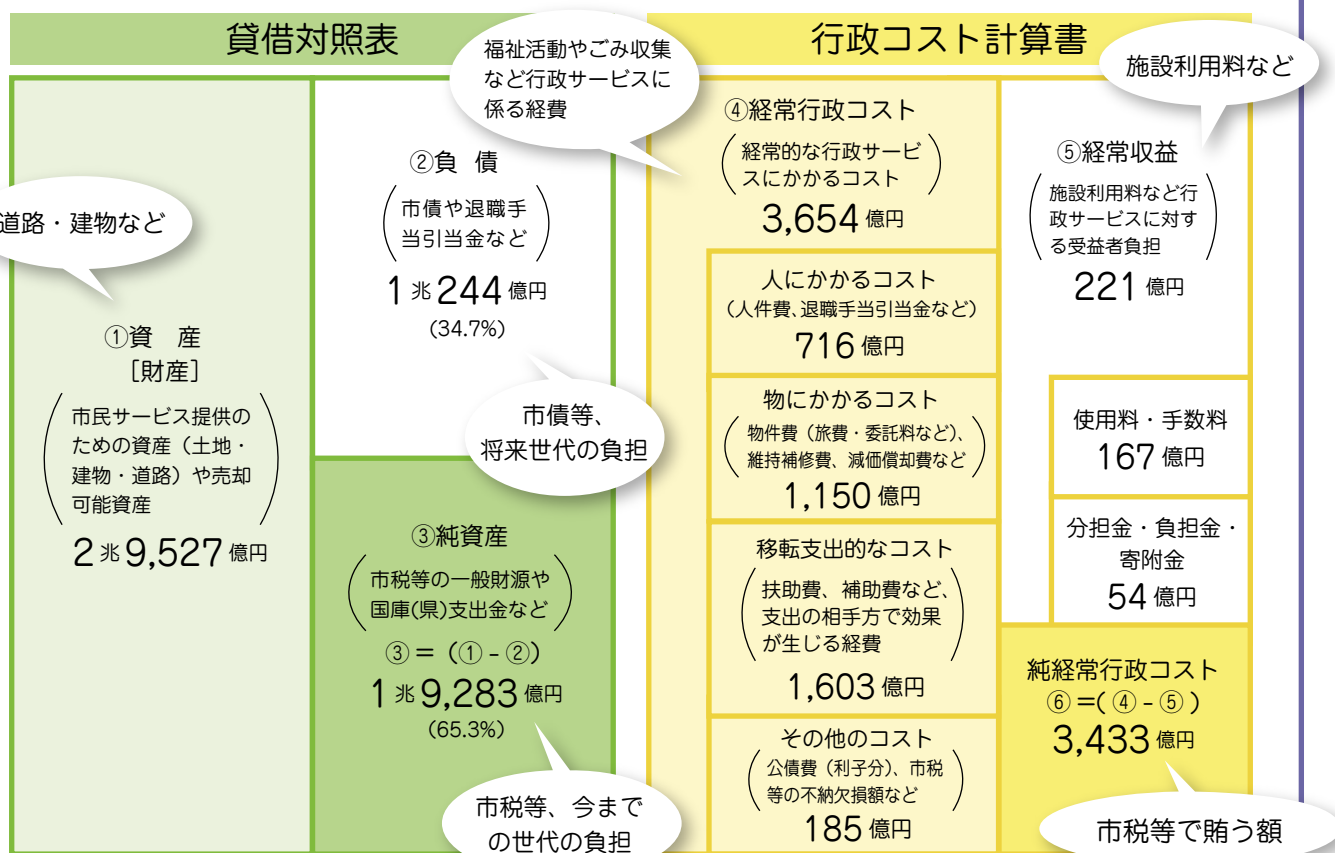 貸借対照表
道路・建物など
①資　産
［財産］
市民サービス提供の
ための資産（土地・
建物・道路）や売却
可能資産
2兆9,527億円
②負　債
市債や退職手
当引当金など
1兆244億円
(34.7%)
市債等、
将来世代の負担
③純資産
市税等の一般財源や
国庫(県)支出金など
③＝（①－②）
1兆9,283億円
(65.3%)
市税等、今まで
の世代の負担
行政コスト計算書
福祉活動やごみ収集
など行政サービスに
係る経費
④経常行政コスト
経常的な行政サービ
スにかかるコスト
3,654億円
人にかかるコスト
（人件費、退職手当引当金など）
716億円
物にかかるコスト
物件費（旅費・委託料など）、
維持補修費、減価償却費など
1,150億円
移転支出的なコスト
扶助費、補助費など、
支出の相手方で効果
が生じる経費
1,603億円
その他のコスト
公債費（利子分）、市税
等の不納欠損額など
185億円
施設利用料など
⑤経常収益
施設利用料など行
政サービスに対す
る受益者負担
221億円
使用料・手数料
167億円
分担金・負担金・
寄附金
54億円
純経常行政コスト
⑥＝(④－⑤)
3,433億円
市税等で賄う額